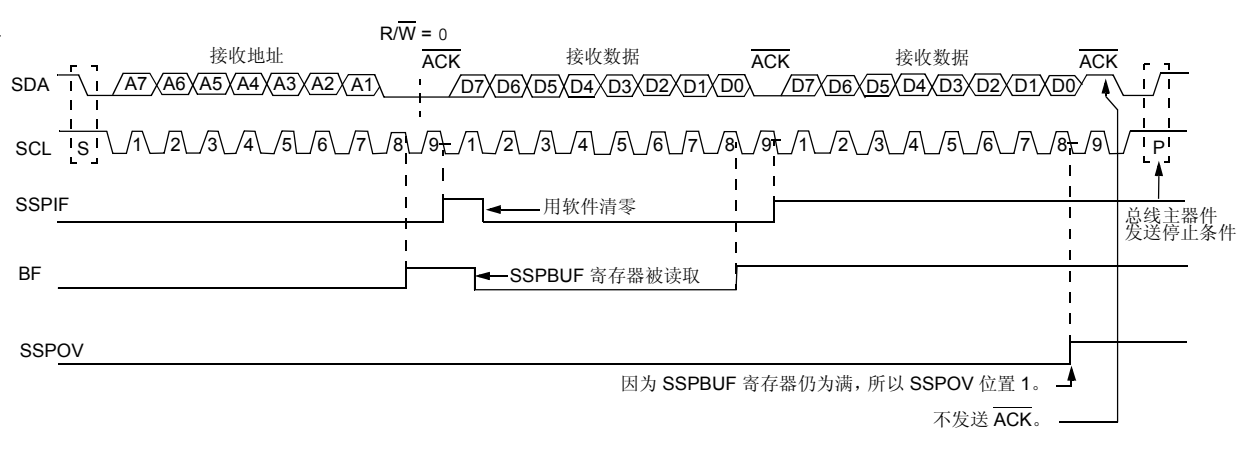 R/W = 0
接收地址 ACK 接收数据 ACK 接收数据 ACK
SDA A7 A6 A5 A4 A3 A2 A1 D7 D6 D5 D4 D3 D2 D1 D0 D7 D6 D5 D4 D3 D2 D1 D0
SCL S 1 2 3 4 5 6 7 8 9 1 2 3 4 5 6 7 8 9 1 2 3 4 5 6 7 8 9 P
SSPIF
用软件清零
总线主器件
发送停止条件
BF
SSPBUF 寄存器被读取
SSPOV
因为 SSPBUF 寄存器仍为满，所以 SSPOV 位置 1。
不发送 ACK。